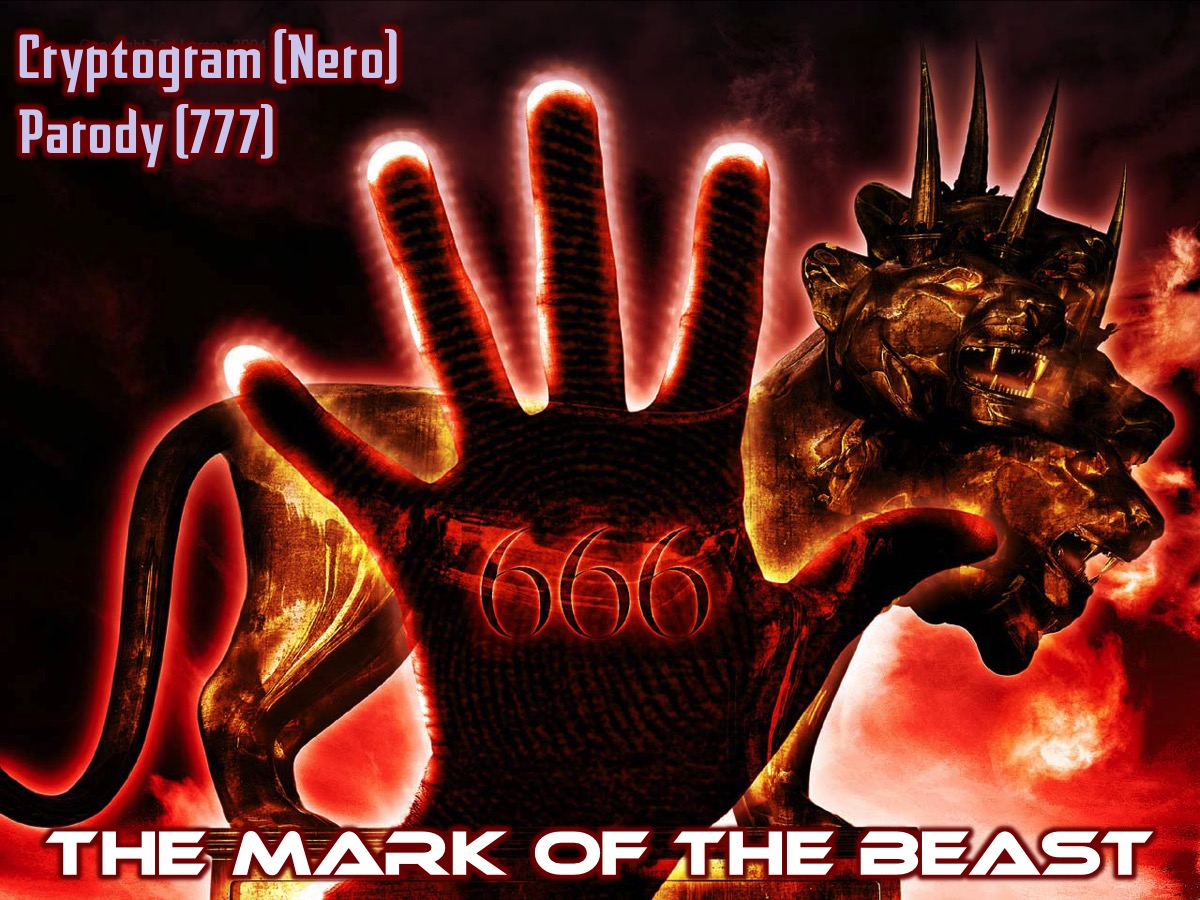 Cryptogram (Nero)
Parody (777)
666
THE MARK OF THE BEAST